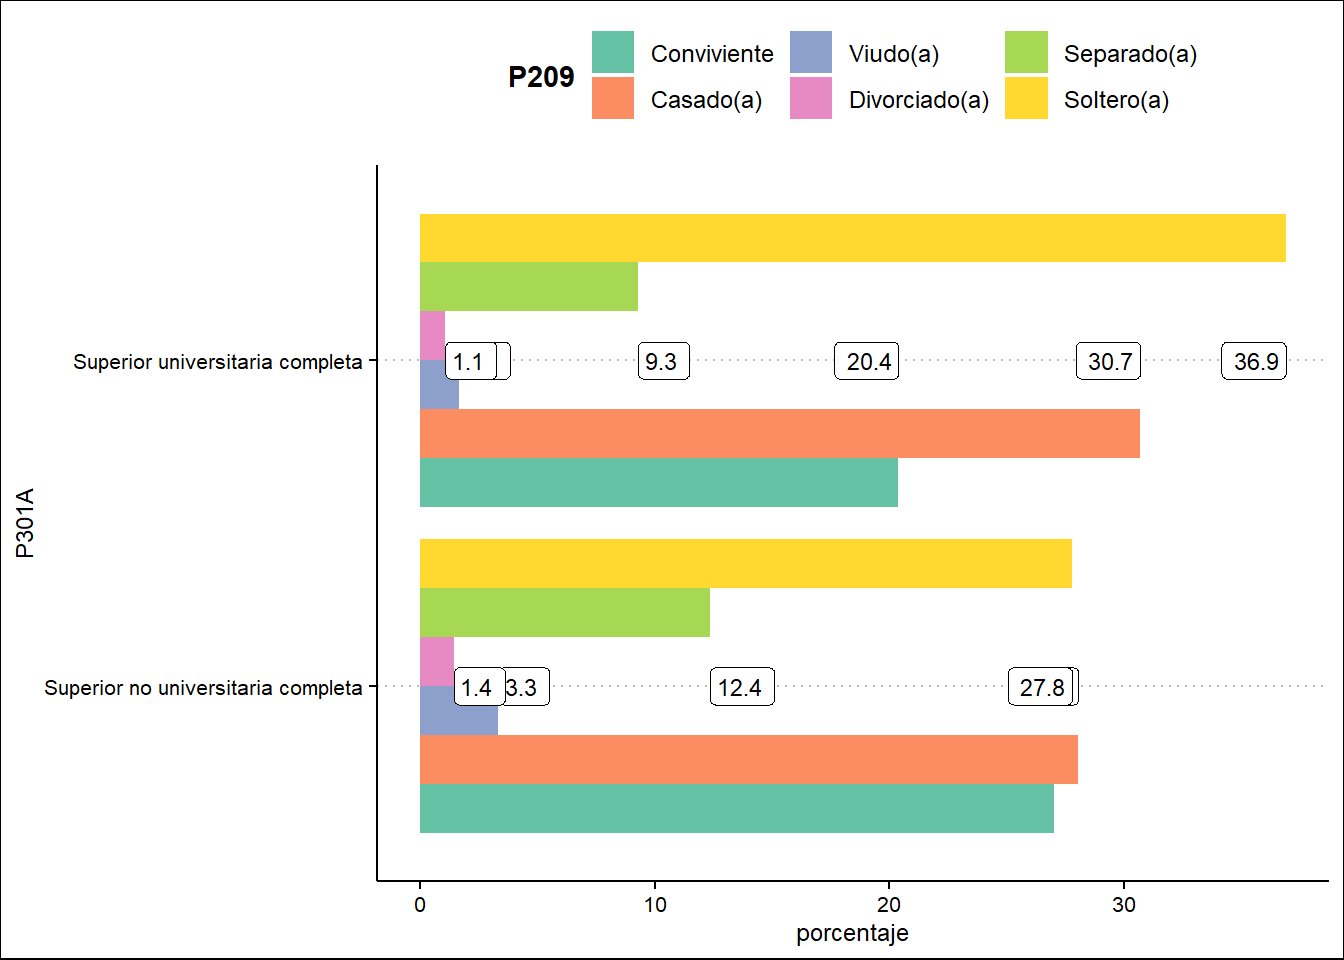 P209
Conviviente
Viudo(a)
Separado(a)
Casado(a)
Divorciado(a)
Soltero(a)
P301A
Superior universitaria completa
1.1
9.3
20.4
30.7
36.9
Superior no universitaria completa
1.4
3.3
12.4
27.8
0
10
20
30
porcentaje